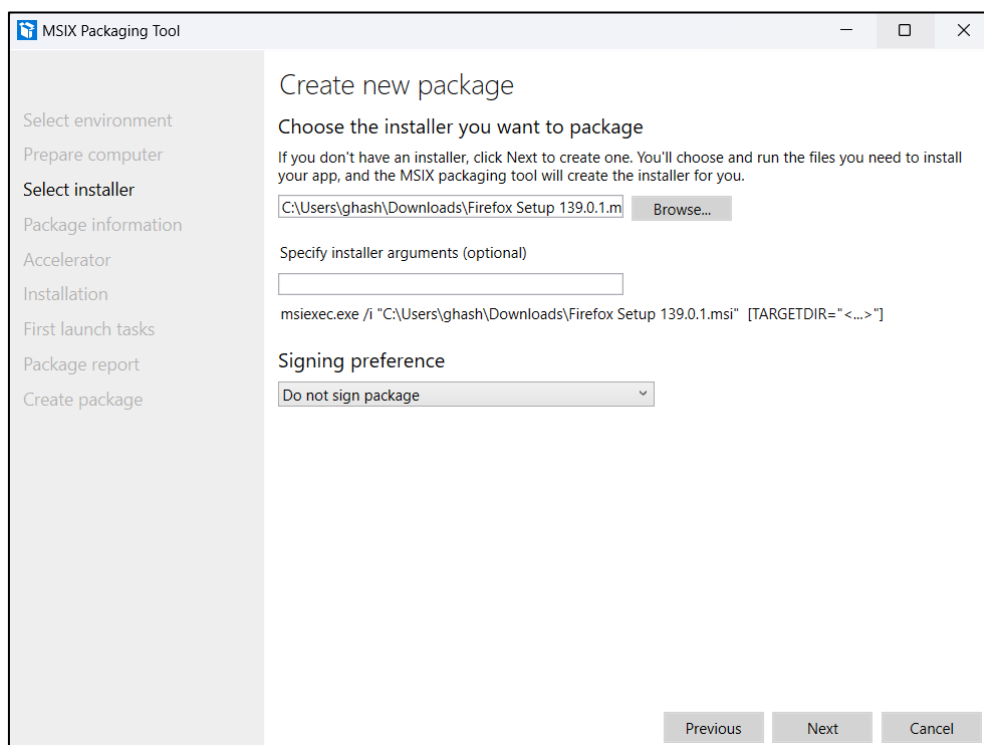 MSIX Packaging Tool
Select environment
Prepare computer
Select installer
Package information
Accelerator
Installation
First launch tasks
Package report
Create package
Create new package
Choose the installer you want to package
If you don't have an installer, click Next to create one. You'll choose and run the files you need to install
your app, and the MSIX packaging tool will create the installer for you.
C:\Users\ghash\Downloads\Firefox Setup 139.0.1.m
Browse...
Specify installer arguments (optional)
msiexec.exe /i "C:\Users\ghash\Downloads\Firefox Setup 139.0.1.msi" [TARGETDIR="<...>"]
Signing preference
Do not sign package
Previous
Next
Cancel